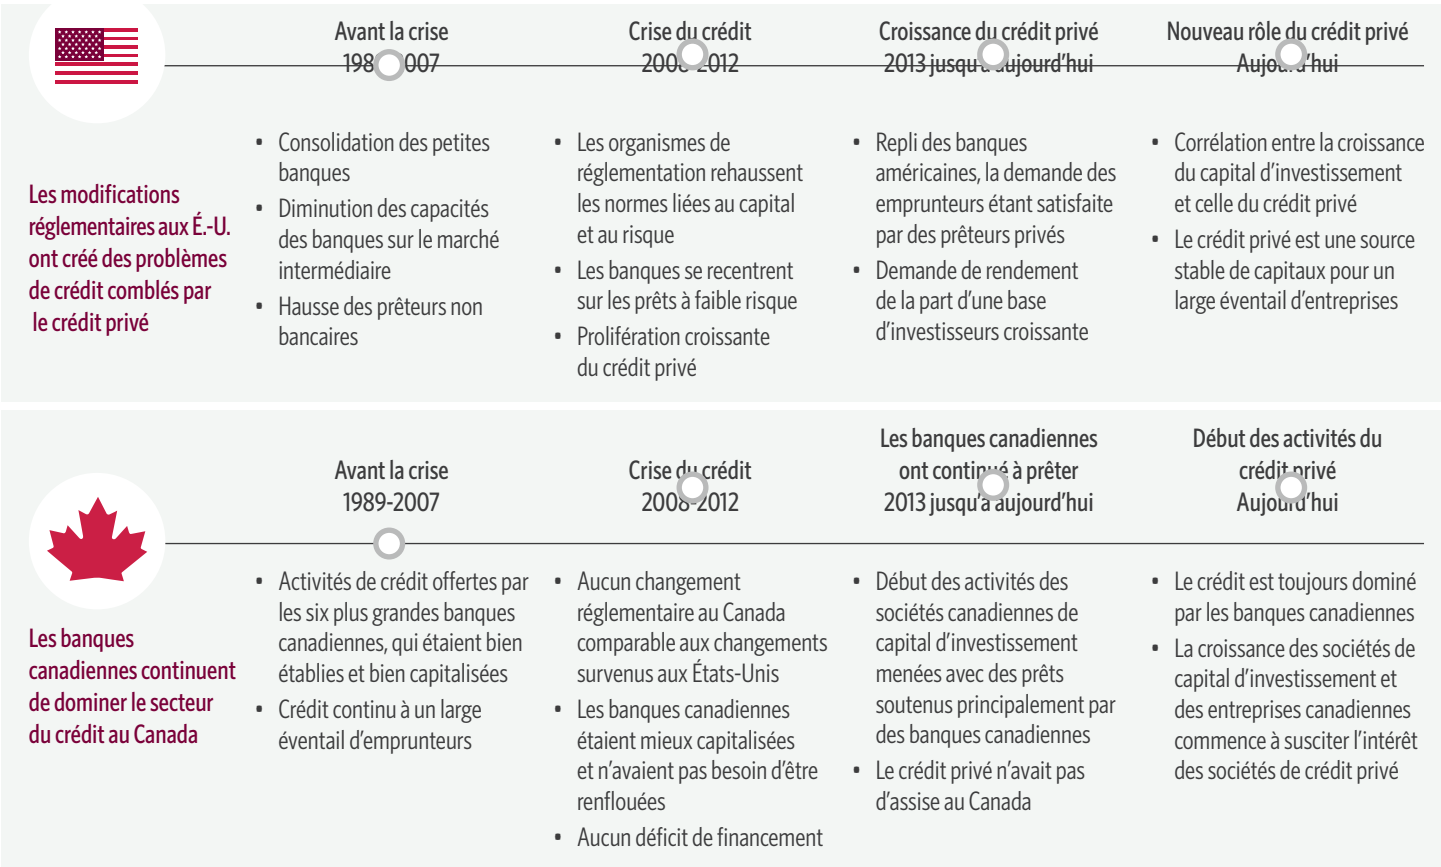 Avant la crise
198 007
Crise du crédit
2008-2012
Croissance du crédit privé
2013 jusqu'à aujourd'hui
Nouveau rôle du crédit privé
Aujourd'hui
Les modifications
réglementaires aux É.-U.
ont créé des problèmes
de crédit comblés par
le crédit privé
• Consolidation des petites
banques
• Diminution des capacités
des banques sur le marché
intermédiaire
• Hausse des prêteurs non
bancaires
• Les organismes de
réglementation rehaussent
les normes liées au capital
et au risque
• Les banques se recentrent
sur les prêts à faible risque
• Prolifération croissante
du crédit privé
• Repli des banques
américaines, la demande des
emprunteurs étant satisfaite
par des prêteurs privés
• Demande de rendement
de la part d'une base
d'investisseurs croissante
• Corrélation entre la croissance
du capital d'investissement
et celle du crédit privé
• Le crédit privé est une source
stable de capitaux pour un
large éventail d'entreprises
Avant la crise
1989-2007
Crise du crédit
2008-2012
Les banques canadiennes
ont continué à prêter
2013 jusqu'à aujourd'hui
Début des activités du
crédit privé
Aujourd'hui
Les banques
canadiennes continuent
de dominer le secteur
du crédit au Canada
• Activités de crédit offertes par
les six plus grandes banques
canadiennes, qui étaient bien
établies et bien capitalisées
• Crédit continu à un large
éventail d'emprunteurs
• Aucun changement
réglementaire au Canada
comparable aux changements
survenus aux États-Unis
• Les banques canadiennes
étaient mieux capitalisées
et n'avaient pas besoin d'être
renflouées
• Aucun déficit de financement
• Début des activités des
sociétés canadiennes de
capital d'investissement
menées avec des prêts
soutenus principalement par
des banques canadiennes
• Le crédit privé n'avait pas
d'assise au Canada
• Le crédit est toujours dominé
par les banques canadiennes
• La croissance des sociétés de
capital d'investissement et
des entreprises canadiennes
commence à susciter l'intérêt
des sociétés de crédit privé